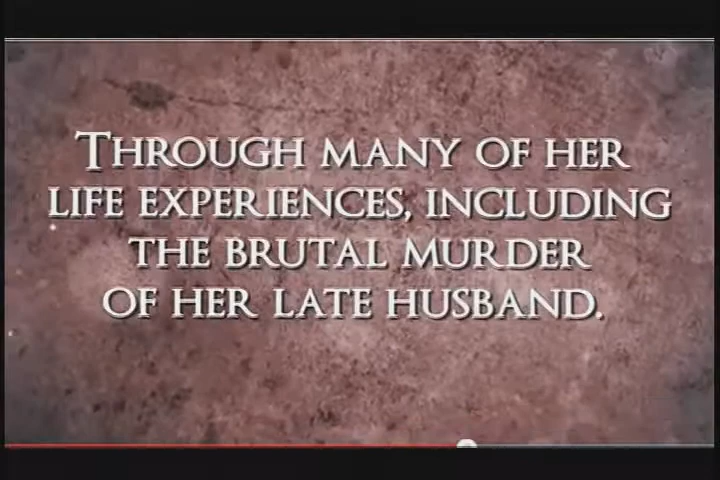 THROUGH MANY OF HER
LIFE EXPERIENCES, INCLUDING
THE BRUTAL MURDER
OF HER LATE HUSBAND.